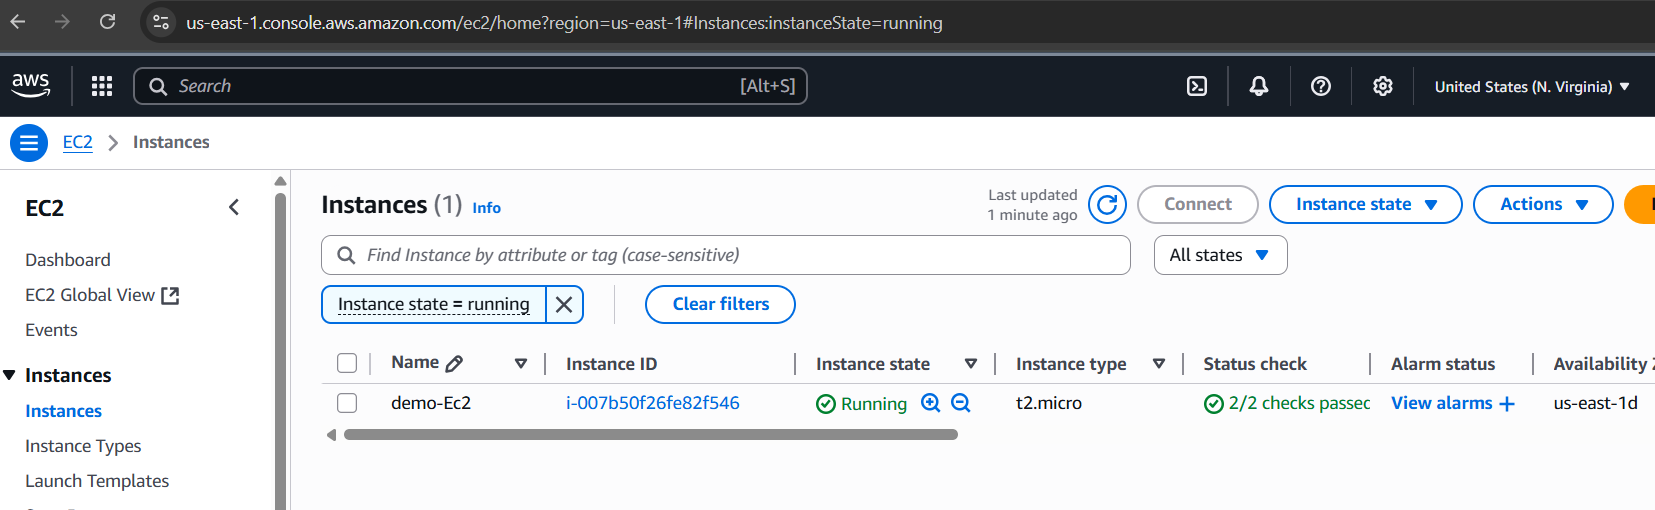 us-east-1.console.aws.amazon.com/ec2/home?region=us-east-1#Instances:instanceState=running
aws
Search [Alt+S]
United States (N. Virginia)
EC2 Instances
EC2
Dashboard
EC2 Global View
Events
Instances
Instances
Instance Types
Launch Templates
Instances (1) Info
Last updated
1 minute ago
Connect
Instance state
Actions
Find Instance by attribute or tag (case-sensitive)
All states
Instance state = running
Clear filters
Name Instance ID Instance state Instance type Status check Alarm status Availability
demo-Ec2 i-007b50f26fe82f546 Running t2.micro 2/2 checks passec View alarms + us-east-1d